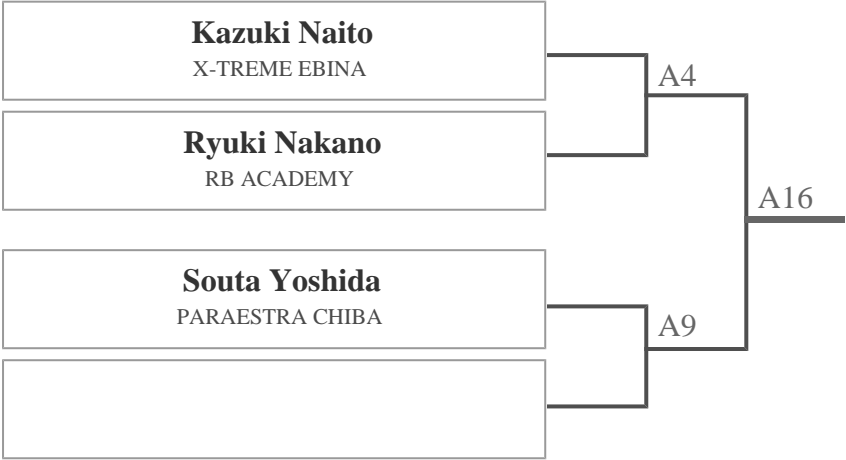 Kazuki Naito
X-TREME EBINA
A4
Ryuki Nakano
RB ACADEMY
A16
Souta Yoshida
PARAESTRA CHIBA
A9